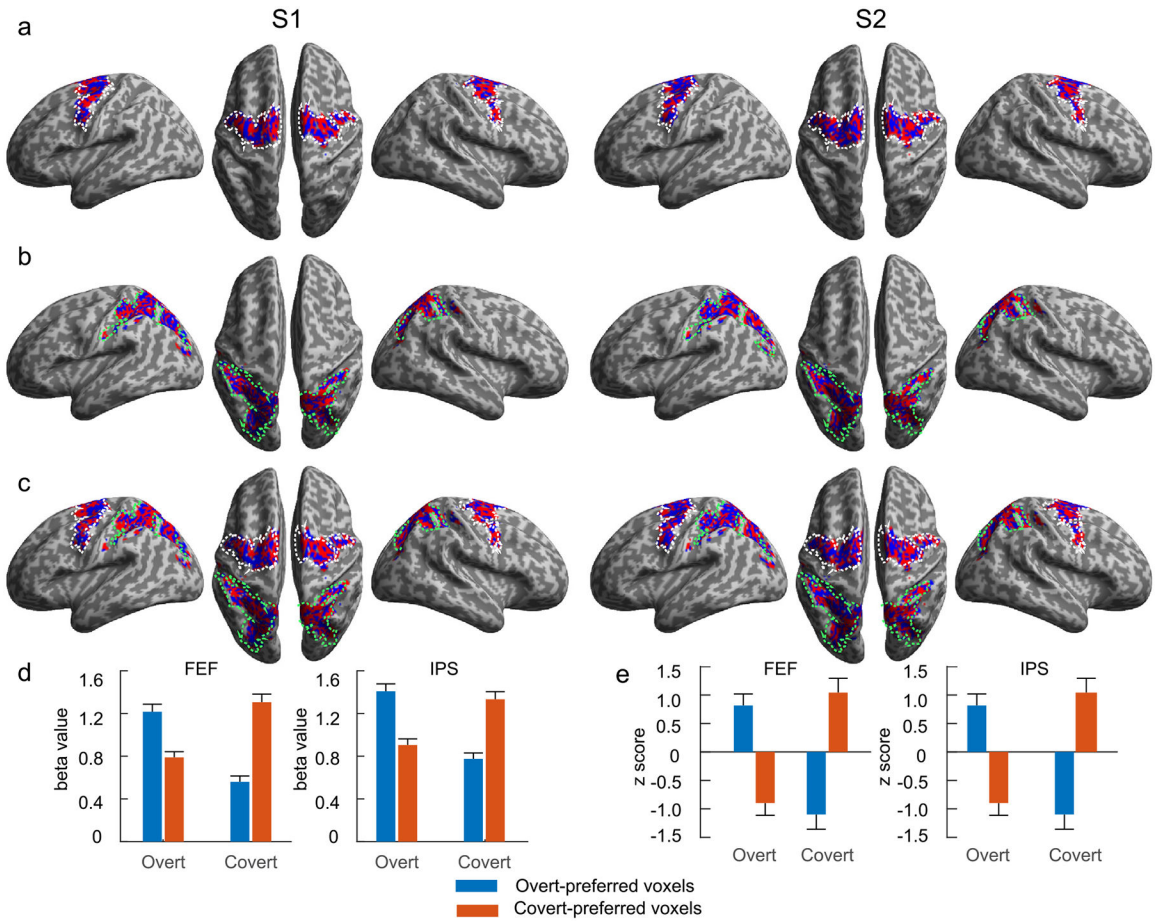 S1
S2
a
b
c
d
FEF
IPS
beta value
1.6
1.2
0.8
0.4
0
Overt
Covert
beta value
1.6
1.2
0.8
0.4
0
Overt
Covert
e
FEF
IPS
z score
1.5
1.0
0.5
0
-0.5
-1.0
-1.5
Overt
Covert
z score
1.5
1.0
0.5
0
-0.5
-1.0
-1.5
Overt
Covert
Overt-preferred voxels
Covert-preferred voxels